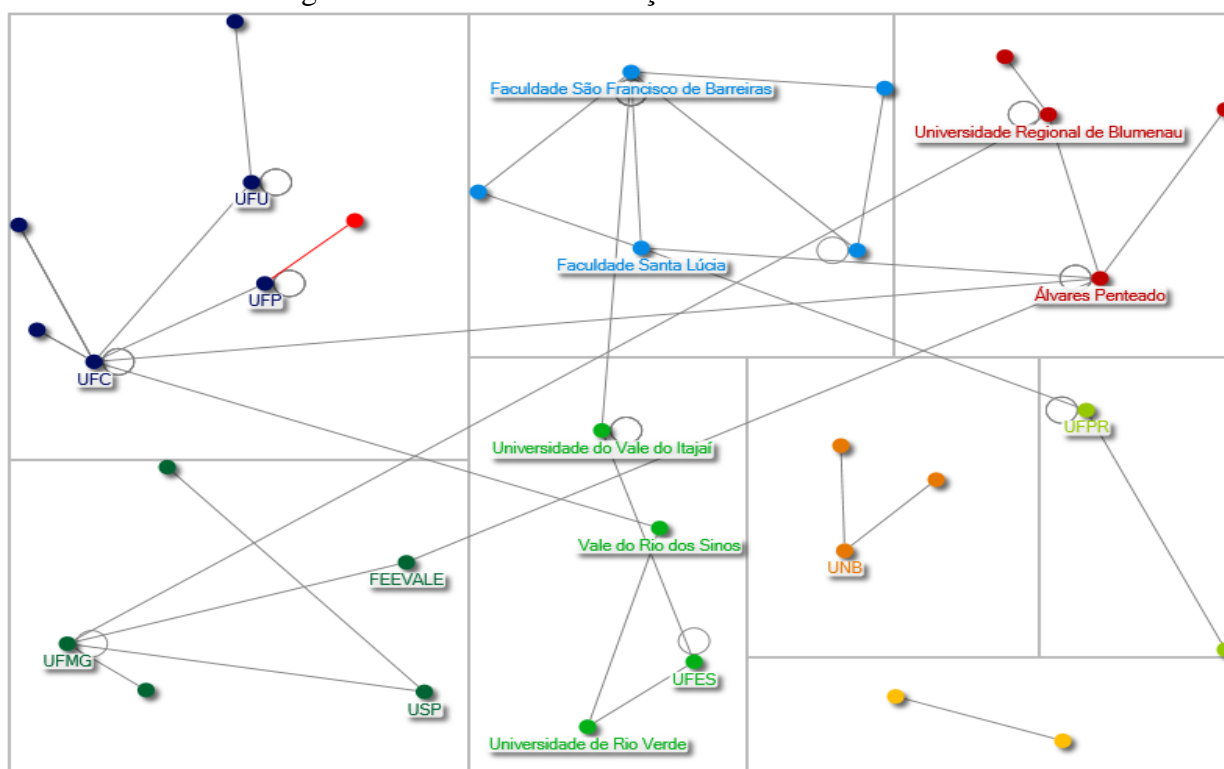 Faculdade São Francisco de Barreiras
Universidade Regional de Blumenau
UFU
Faculdade Santa Lúcia
UFP
Álvares Penteado
UFC
UFPR
Universidade do Vale do Itajaí
Vale do Rio dos Sinos
UNB
FEEVALE
UFMG
UFES
USP
Universidade de Rio Verde